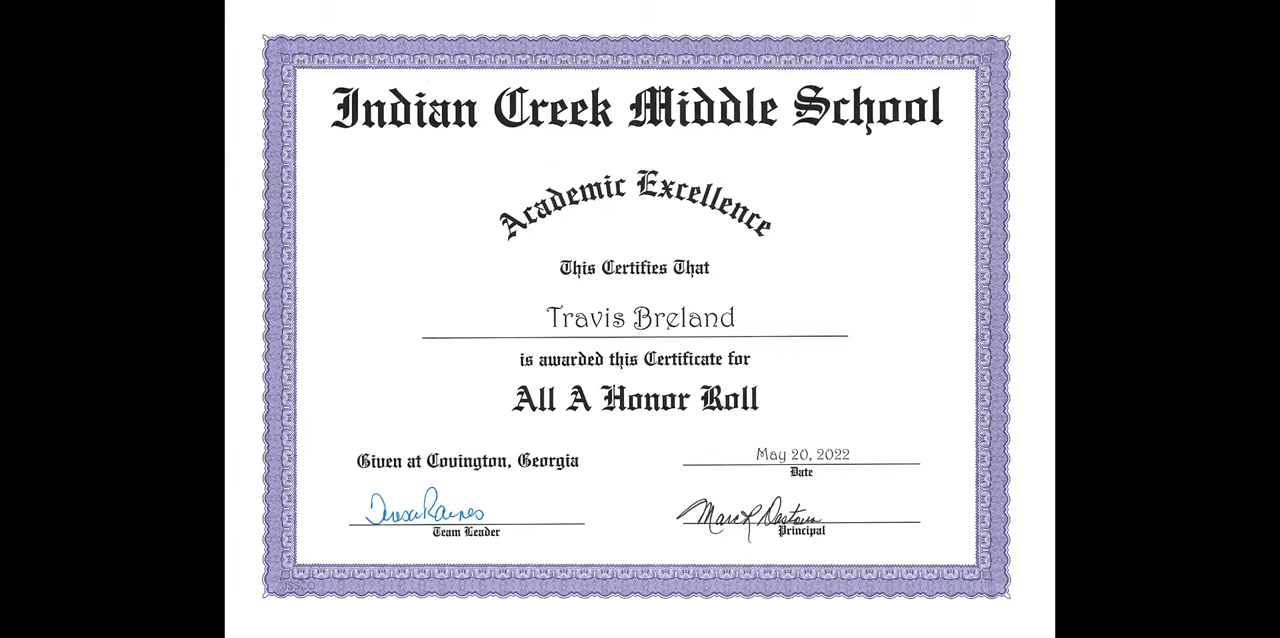 Indian Creek Middle School
Academic Excellence
This Certifies That
Travis Breland
is awarded this Certificate for
All A Honor Roll
Given at Covington, Georgia
May 20, 2022
Date
Team Leader
Principal